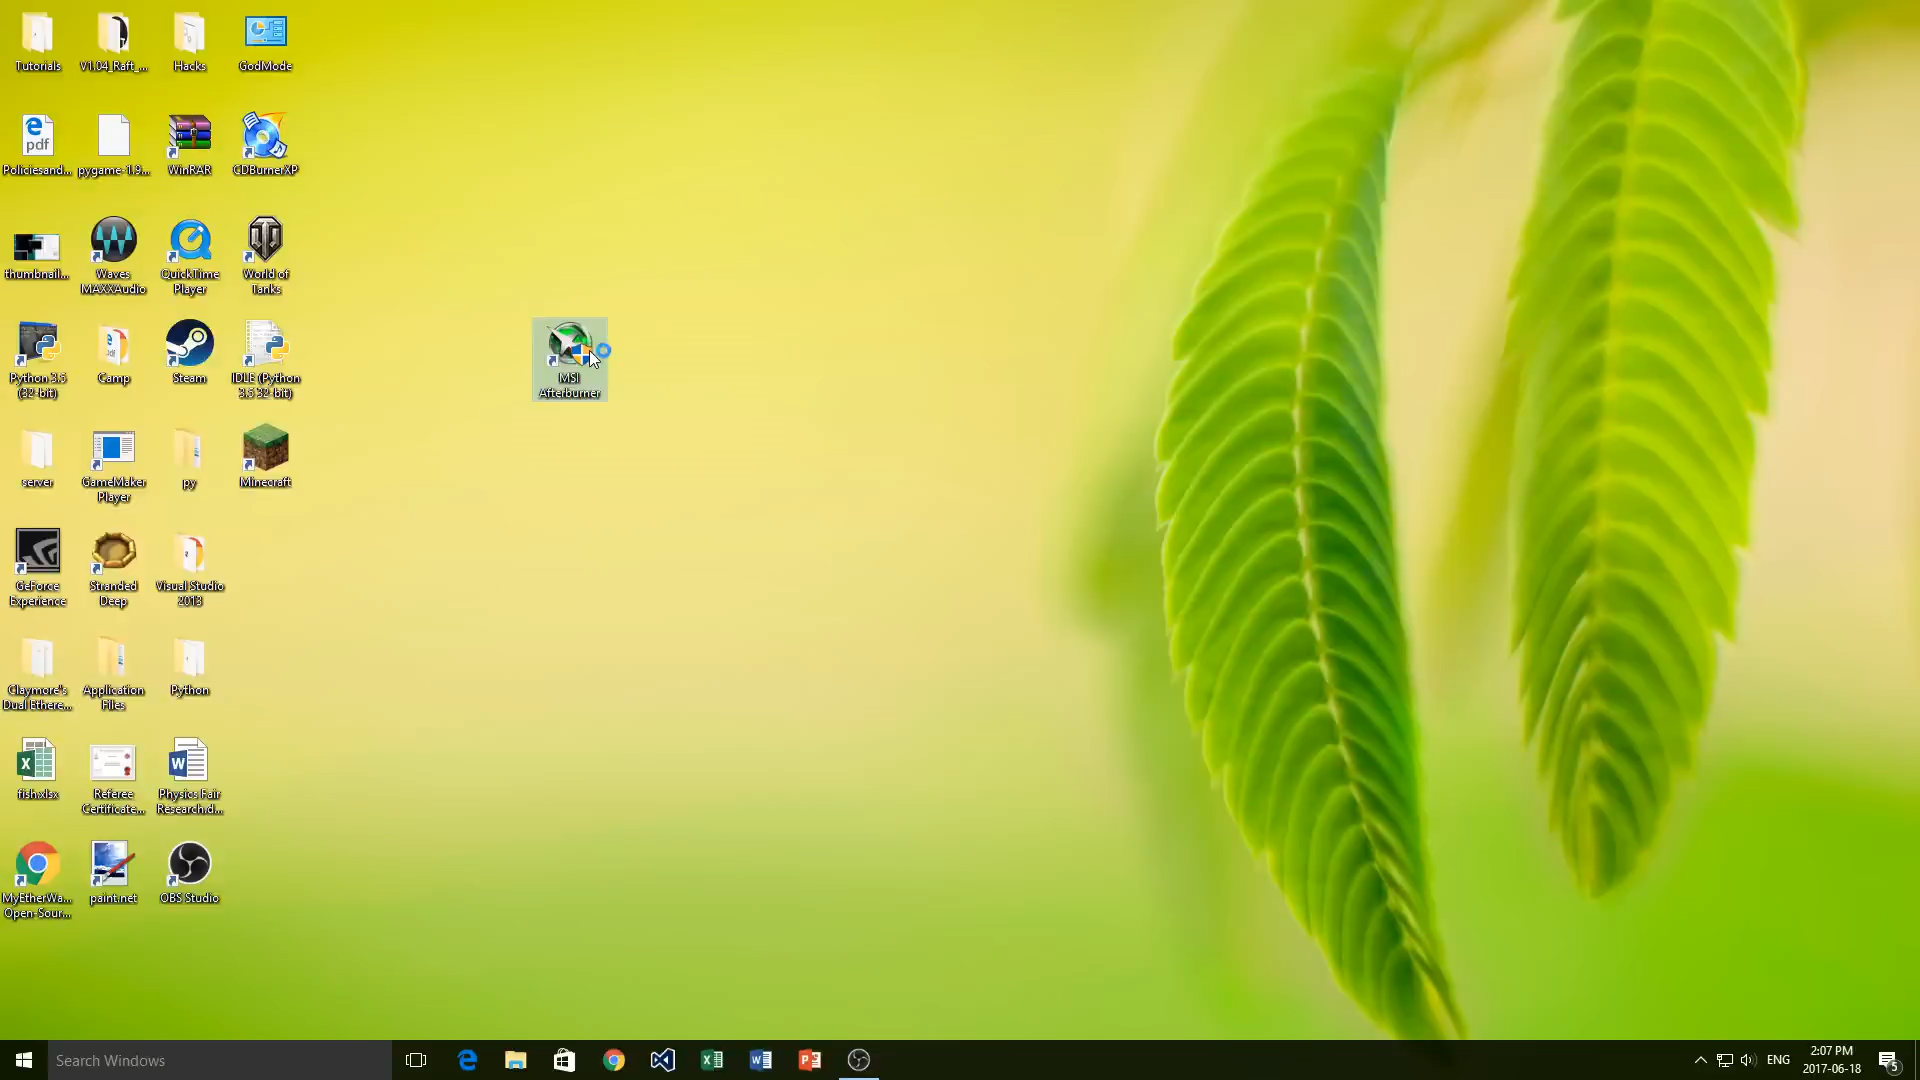 Tutorials
V1.04_Raft_...
Hacks
GodMode
pdf
Policiesand...
pygame-1.9...
WinRAR
CDBurnerXP
thumbnail...
Waves
MAXXAudio
QuickTime
Player
World of
Tanks
Python 3.5
(32-bit)
pdf
Camp
Steam
IDLE (Python
3.5 32-bit)
MSI
Afterburner
server
GameMaker
Player
py
Minecraft
GeForce
Experience
Stranded
Deep
Visual Studio
2013
Claymore's
Dual Ethere...
Application
Files
Python
fish.xlsx
Referee
Certificate...
Physics Fair
Research.d...
MyEtherWa...
Open-Sour...
paint.net
OBS Studio
Search Windows
ENG
2:07 PM
2017-06-18
5